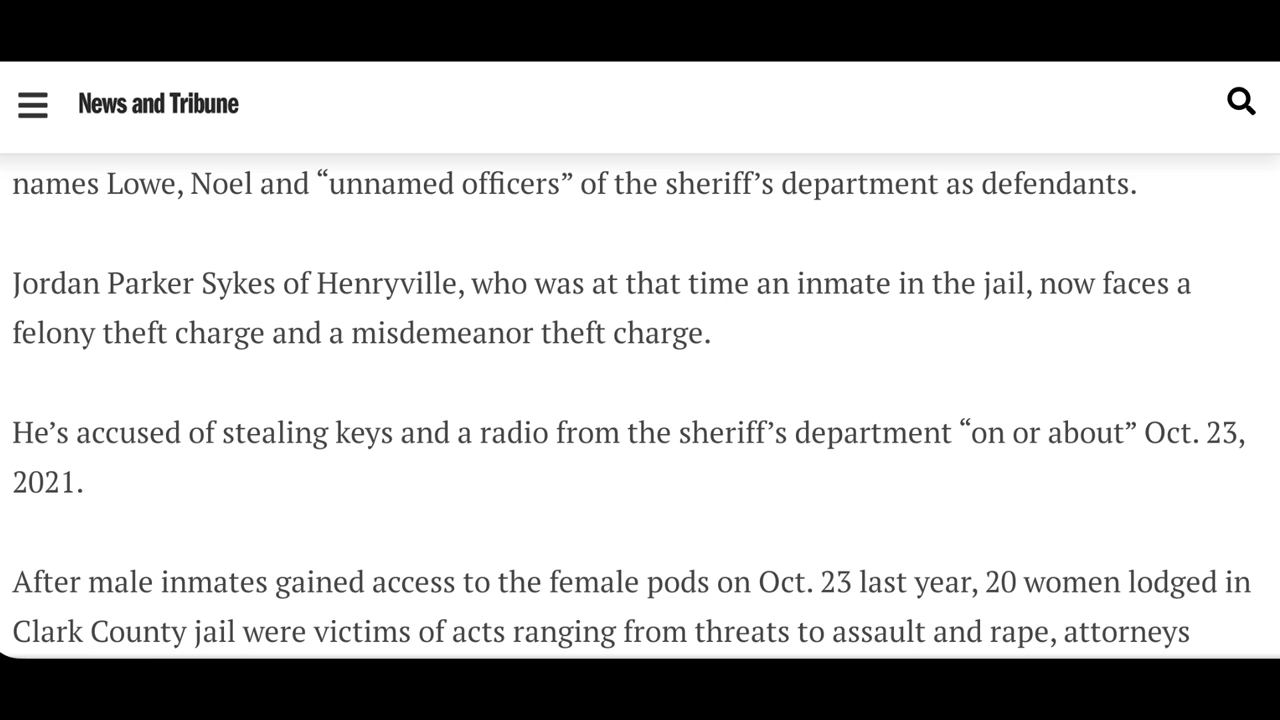 News and Tribune
names Lowe, Noel and “unnamed officers” of the sheriff’s department as defendants.
Jordan Parker Sykes of Henryville, who was at that time an inmate in the jail, now faces a
felony theft charge and a misdemeanor theft charge.
He’s accused of stealing keys and a radio from the sheriff’s department “on or about” Oct. 23,
2021.
After male inmates gained access to the female pods on Oct. 23 last year, 20 women lodged in
Clark County jail were victims of acts ranging from threats to assault and rape, attorneys